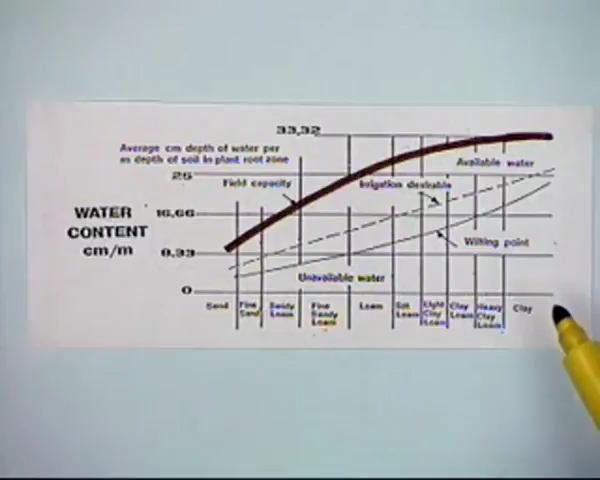 33,32
Average cm depth of water per
m depth of soil in plant root zone
Available water
25
Field capacity
Irrigation desirable
WATER
CONTENT
cm/m
16,66
Wilting point
8,33
Unavailable water
0
Sand
Fine
Sand
Sandy
Loam
Fine
Sandy
Loam
Loam
Silt
Loam
Light
Clay
Loam
Clay
Loam
Heavy
Clay
Loam
Clay